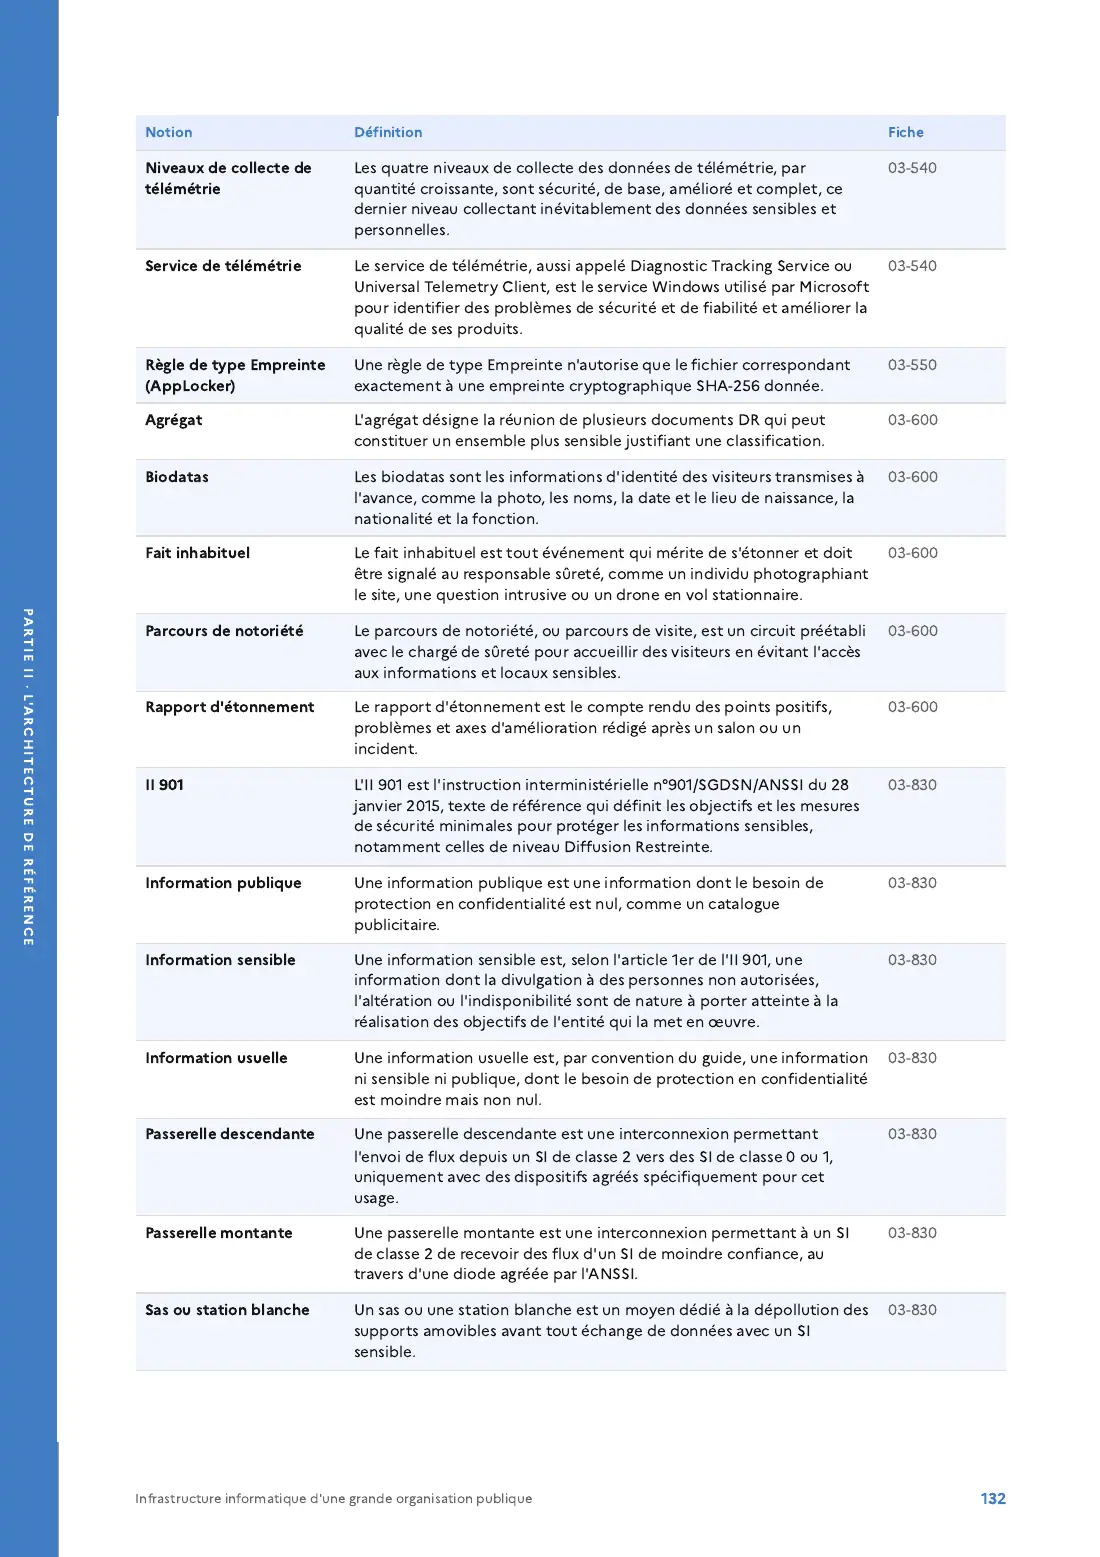 Notion
Définition
Fiche
Niveaux de collecte de
télémétrie
Les quatre niveaux de collecte des données de télémétrie, par
quantité croissante, sont sécurité, de base, amélioré et complet, ce
dernier niveau collectant inévitablement des données sensibles et
personnelles.
03-540
Service de télémétrie
Le service de télémétrie, aussi appelé Diagnostic Tracking Service ou
Universal Telemetry Client, est le service Windows utilisé par Microsoft
pour identifier des problèmes de sécurité et de fiabilité et améliorer la
qualité de ses produits.
03-540
Règle de type Empreinte
(AppLocker)
Une règle de type Empreinte n'autorise que le fichier correspondant
exactement à une empreinte cryptographique SHA-256 donnée.
03-550
Agrégat
L'agrégat désigne la réunion de plusieurs documents DR qui peut
constituer un ensemble plus sensible justifiant une classification.
03-600
Biodatas
Les biodatas sont les informations d'identité des visiteurs transmises à
l'avance, comme la photo, les noms, la date et le lieu de naissance, la
nationalité et la fonction.
03-600
Fait inhabituel
Le fait inhabituel est tout événement qui mérite de s'étonner et doit
être signalé au responsable sûreté, comme un individu photographiant
le site, une question intrusive ou un drone en vol stationnaire.
03-600
Parcours de notoriété
Le parcours de notoriété, ou parcours de visite, est un circuit préétabli
avec le chargé de sûreté pour accueillir des visiteurs en évitant l'accès
aux informations et locaux sensibles.
03-600
Rapport d'étonnement
Le rapport d'étonnement est le compte rendu des points positifs,
problèmes et axes d'amélioration rédigé après un salon ou un
incident.
03-600
II 901
L'II 901 est l'instruction interministérielle n°901/SGDSN/ANSSI du 28
janvier 2015, texte de référence qui définit les objectifs et les mesures
de sécurité minimales pour protéger les informations sensibles,
notamment celles de niveau Diffusion Restreinte.
03-830
Information publique
Une information publique est une information dont le besoin de
protection en confidentialité est nul, comme un catalogue
publicitaire.
03-830
Information sensible
Une information sensible est, selon l'article 1er de l'II 901, une
information dont la divulgation à des personnes non autorisées,
l'altération ou l'indisponibilité sont de nature à porter atteinte à la
réalisation des objectifs de l'entité qui la met en œuvre.
03-830
Information usuelle
Une information usuelle est, par convention du guide, une information
ni sensible ni publique, dont le besoin de protection en confidentialité
est moindre mais non nul.
03-830
Passerelle descendante
Une passerelle descendante est une interconnexion permettant
l'envoi de flux depuis un SI de classe 2 vers des SI de classe 0 ou 1,
uniquement avec des dispositifs agréés spécifiquement pour cet
usage.
03-830
Passerelle montante
Une passerelle montante est une interconnexion permettant à un SI
de classe 2 de recevoir des flux d'un SI de moindre confiance, au
travers d'une diode agréée par l'ANSSI.
03-830
Sas ou station blanche
Un sas ou une station blanche est un moyen dédié à la dépollution des
supports amovibles avant tout échange de données avec un SI
sensible.
03-830
PARTIE II · L'ARCHITECTURE DE RÉFÉRENCE
Infrastructure informatique d'une grande organisation publique
132